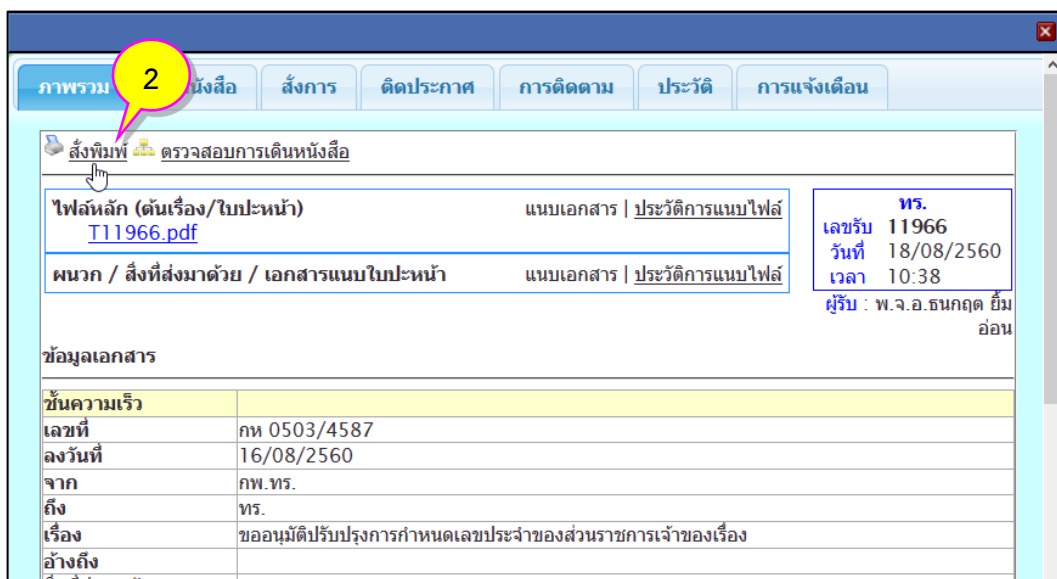 2
ภาพรวม นังสือ สั่งการ ติดประกาศ การติดตาม ประวัติ การแจ้งเตือน
สั่งพิมพ์ ตรวจสอบการเดินหนังสือ
ไฟล์หลัก (ต้นเรื่อง/ใบปะหน้า) แนบเอกสาร | ประวัติการแนบไฟล์
T11966.pdf
ผนวก / สิ่งที่ส่งมาด้วย / เอกสารแนบใบปะหน้า แนบเอกสาร | ประวัติการแนบไฟล์
ทร.
เลขรับ 11966
วันที่ 18/08/2560
เวลา 10:38
ผู้รับ : พ.จ.อ.ธนกฤต ยิ้ม
อ่อน
ข้อมูลเอกสาร
ชั้นความเร็ว
เลขที่ กห 0503/4587
ลงวันที่ 16/08/2560
จาก กพ.ทร.
ถึง ทร.
เรื่อง ขออนุมัติปรับปรุงการกำหนดเลขประจำของส่วนราชการเจ้าของเรื่อง
อ้างถึง